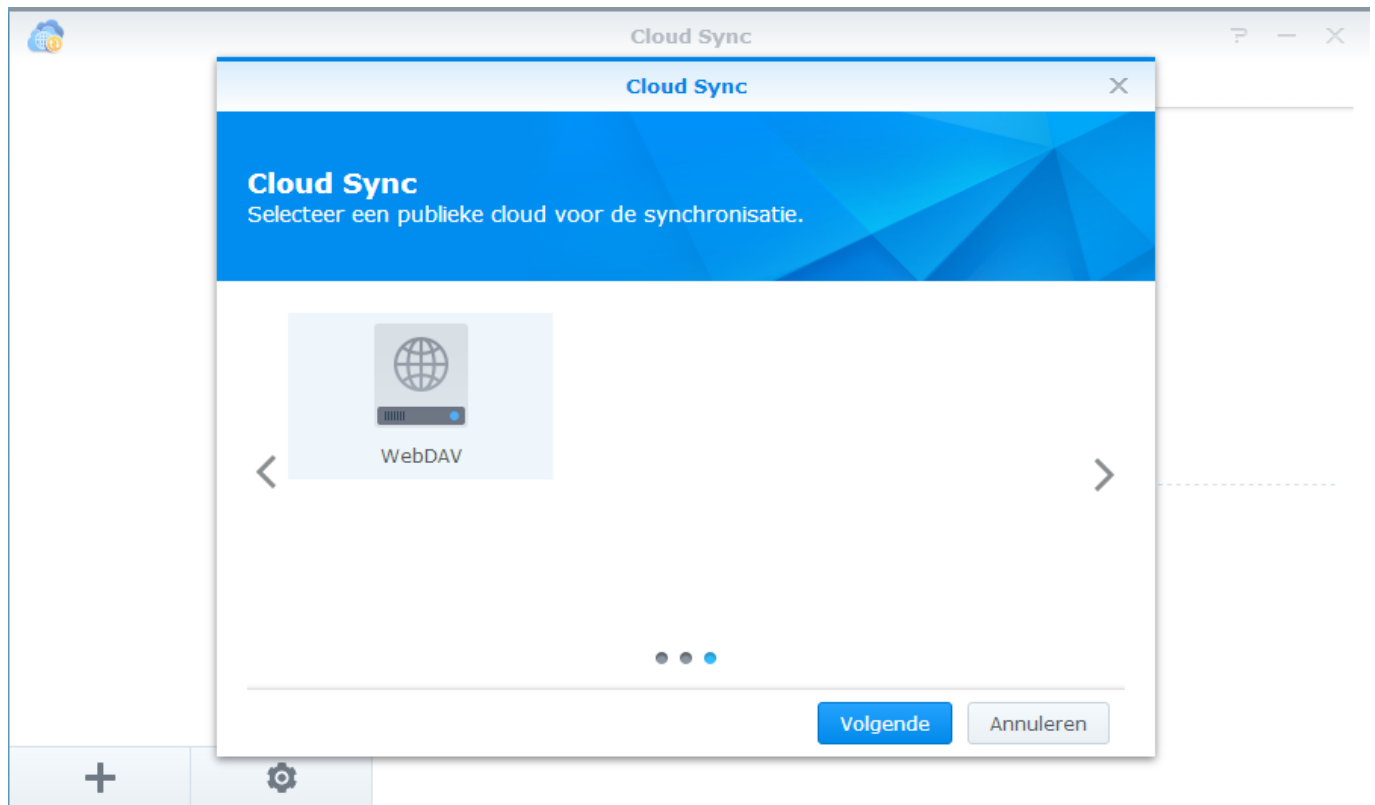 Cloud Sync
Cloud Sync
Cloud Sync
Selecteer een publieke cloud voor de synchronisatie.
WebDAV
Volgende
Annuleren